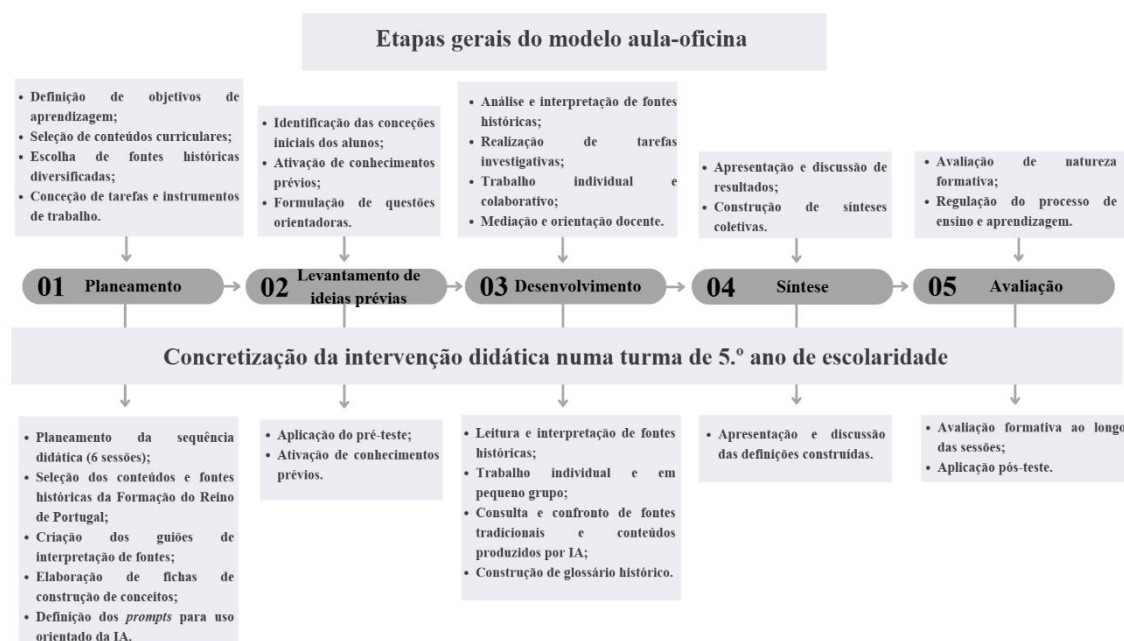 Etapas gerais do modelo aula-oficina
• Definição de objetivos de
aprendizagem;
• Seleção de conteúdos curriculares;
• Escolha de fontes históricas
diversificadas;
• Conceção de tarefas e instrumentos
de trabalho.
• Identificação das conceções
iniciais dos alunos;
• Ativação de conhecimentos
prévios;
• Formulação de questões
orientadoras.
• Análise e interpretação de fontes
históricas;
• Realização de tarefas
investigativas;
• Trabalho individual e
colaborativo;
• Mediação e orientação docente.
• Apresentação e discussão de
resultados;
• Construção de sínteses
coletivas.
• Avaliação de natureza
formativa;
• Regulação do processo de
ensino e aprendizagem.
01 Planeamento
02 Levantamento de
ideias prévias
03 Desenvolvimento
04 Síntese
05 Avaliação
Concretização da intervenção didática numa turma de 5.º ano de escolaridade
• Planeamento da sequência
didática (6 sessões);
• Seleção dos conteúdos e fontes
históricas da Formação do Reino
de Portugal;
• Criação dos guiões de
interpretação de fontes;
• Elaboração de fichas de
construção de conceitos;
• Definição dos prompts para uso
orientado da IA.
• Aplicação do pré-teste;
• Ativação de conhecimentos
prévios.
• Leitura e interpretação de fontes
históricas;
• Trabalho individual e em
pequeno grupo;
• Consulta e confronto de fontes
tradicionais e conteúdos
produzidos por IA;
• Construção de glossário histórico.
• Apresentação e discussão
das definições construídas.
• Avaliação formativa ao longo
das sessões;
• Aplicação pós-teste.